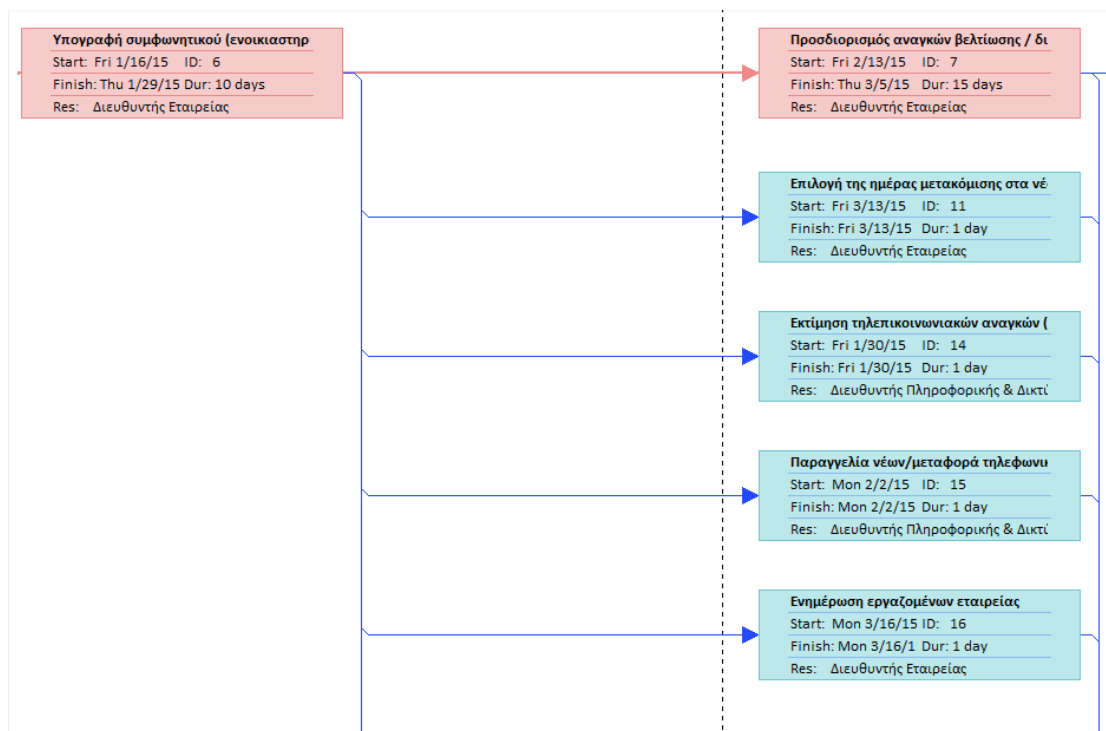 Υπογραφή συμφωνητικού (ενοικιαστηρ
Start: Fri 1/16/15 ID: 6
Finish: Thu 1/29/15 Dur: 10 days
Res: Διευθυντής Εταιρείας
Προσδιορισμός αναγκών βελτίωσης / δι
Start: Fri 2/13/15 ID: 7
Finish: Thu 3/5/15 Dur: 15 days
Res: Διευθυντής Εταιρείας
Επιλογή της ημέρας μετακόμισης στα νέ
Start: Fri 3/13/15 ID: 11
Finish: Fri 3/13/15 Dur: 1 day
Res: Διευθυντής Εταιρείας
Εκτίμηση τηλεπικοινωνιακών αναγκών (
Start: Fri 1/30/15 ID: 14
Finish: Fri 1/30/15 Dur: 1 day
Res: Διευθυντής Πληροφορικής & Δικτύ
Παραγγελία νέων/μεταφορά τηλεφωνικ
Start: Mon 2/2/15 ID: 15
Finish: Mon 2/2/15 Dur: 1 day
Res: Διευθυντής Πληροφορικής & Δικτύ
Ενημέρωση εργαζομένων εταιρείας
Start: Mon 3/16/15 ID: 16
Finish: Mon 3/16/1 Dur: 1 day
Res: Διευθυντής Εταιρείας